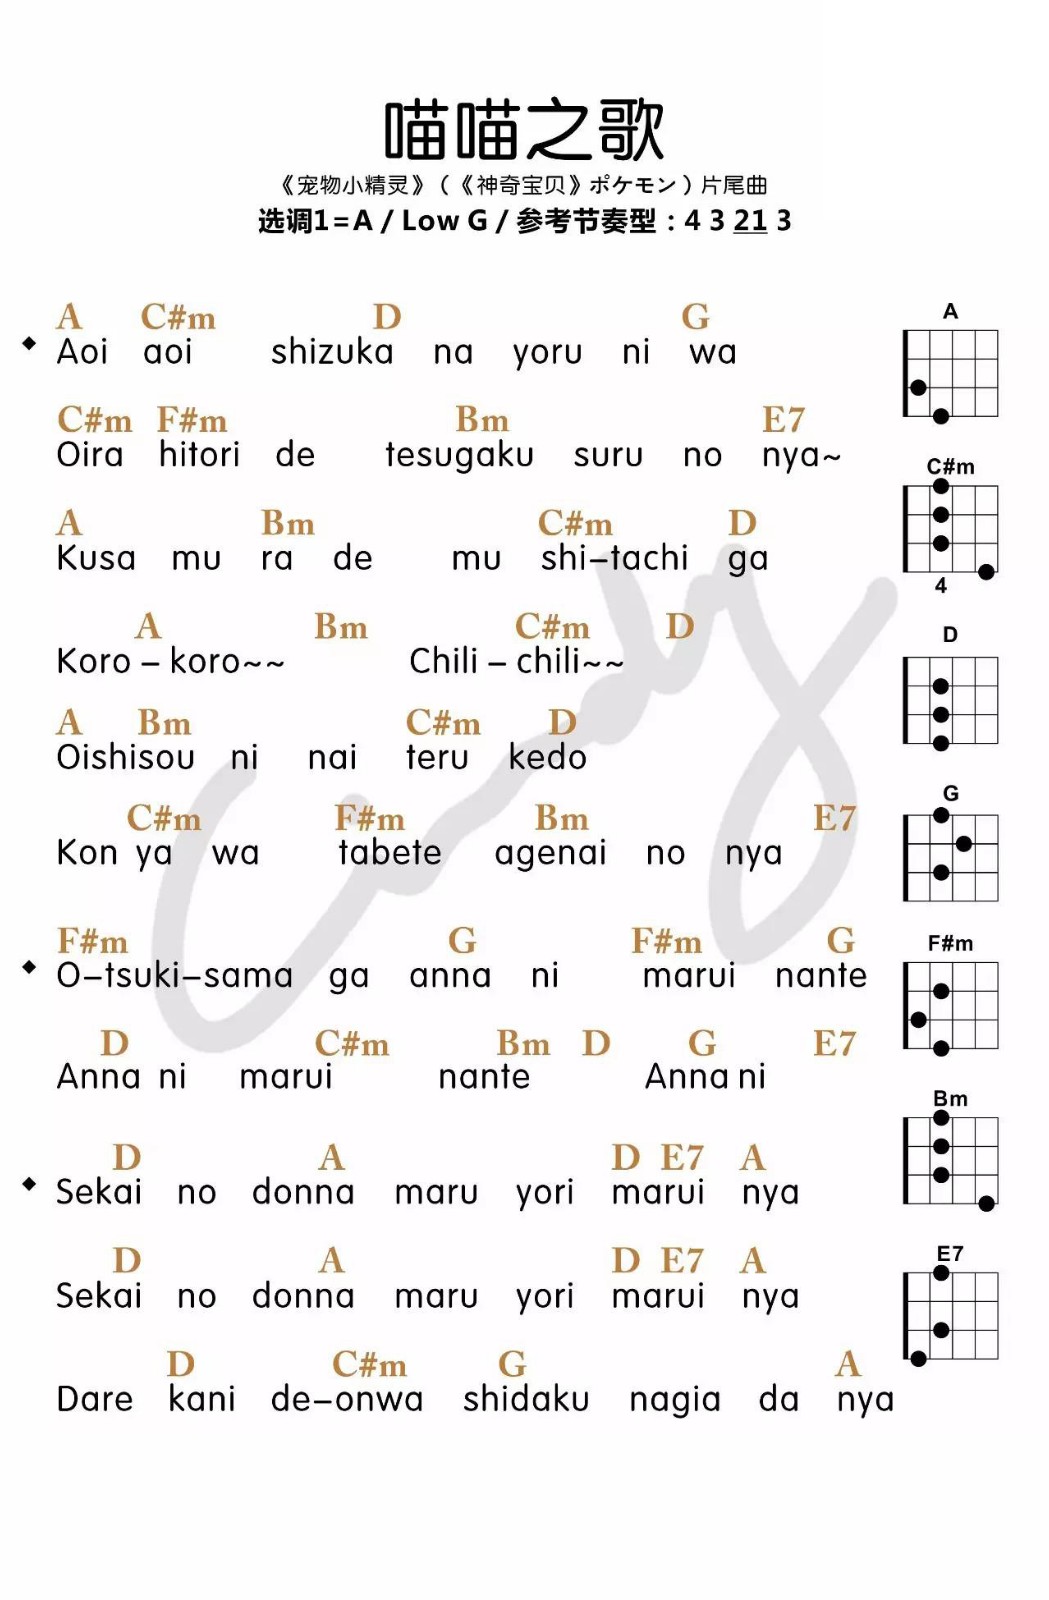 喵喵之歌
《宠物小精灵》（《神奇宝贝》ポケモン）片尾曲
选调1=A / Low G / 参考节奏型：4 3 21 3
A C#m D G
Aoi aoi shizuka na yoru ni wa
C#m F#m Bm E7
Oira hitori de tesugaku suru no nya~
A Bm C#m D
Kusa mu ra de mu shi-tachi ga
A Bm C#m D
Koro - koro~~ Chili - chili~~
A Bm C#m D
Oishisou ni nai teru kedo
C#m F#m Bm E7
Kon ya wa tabete agenai no nya
F#m G F#m G
O-tsuki-sama ga anna ni marui nante
D C#m Bm D G E7
Anna ni marui nante Anna ni
D A D E7 A
Sekai no donna maru yori marui nya
D A D E7 A
Sekai no donna maru yori marui nya
D C#m G A
Dare kani de-onwa shidaku nagia da nya
A
C#m
4
D
G
F#m
Bm
E7
Cindy